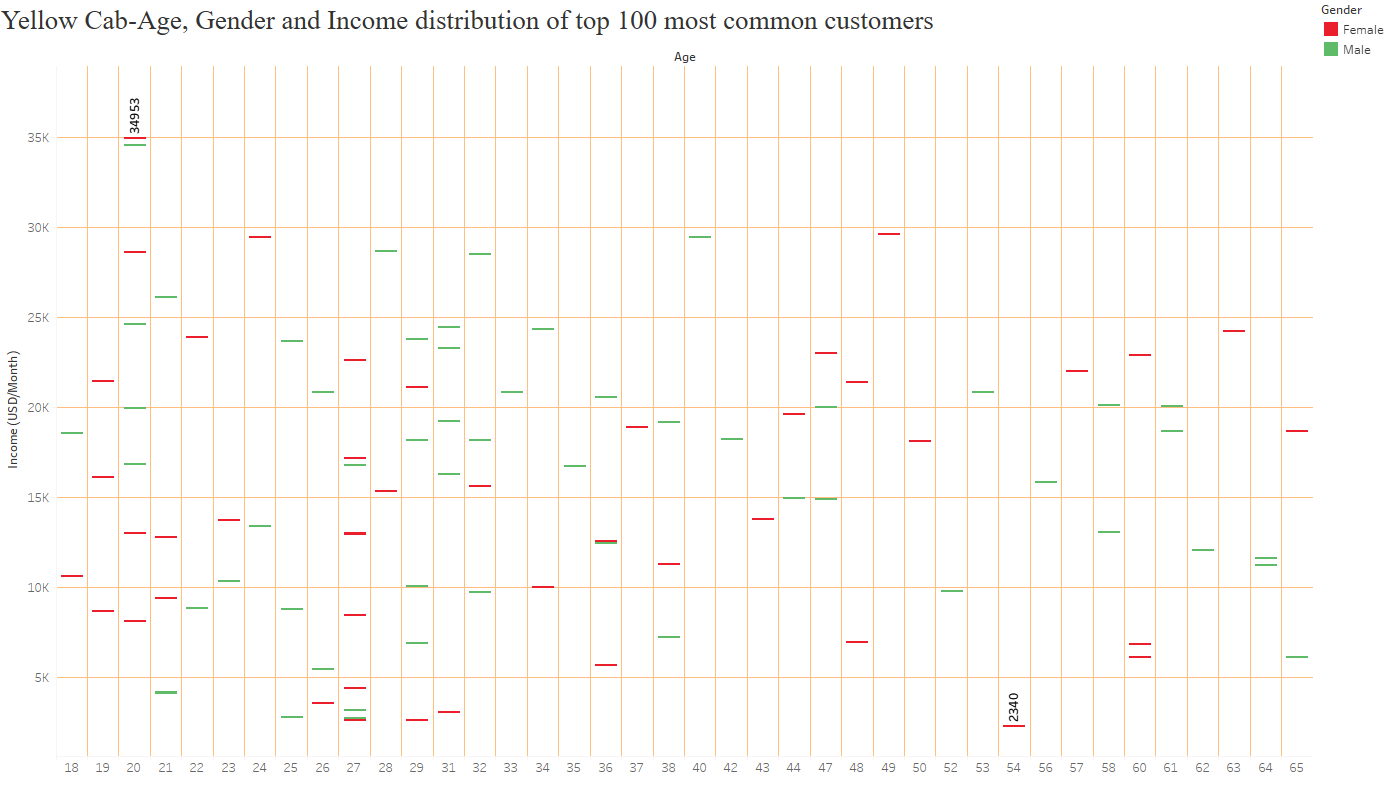 Yellow Cab-Age, Gender and Income distribution of top 100 most common customers
Gender
Female
Male
Age
34953
35K
30K
25K
20K
15K
10K
5K
Income (USD/Month)
2340
18 19 20 21 22 23 24 25 26 27 28 29 31 32 33 34 35 36 37 38 40 42 43 44 47 48 49 50 52 53 54 56 57 58 60 61 62 63 64 65